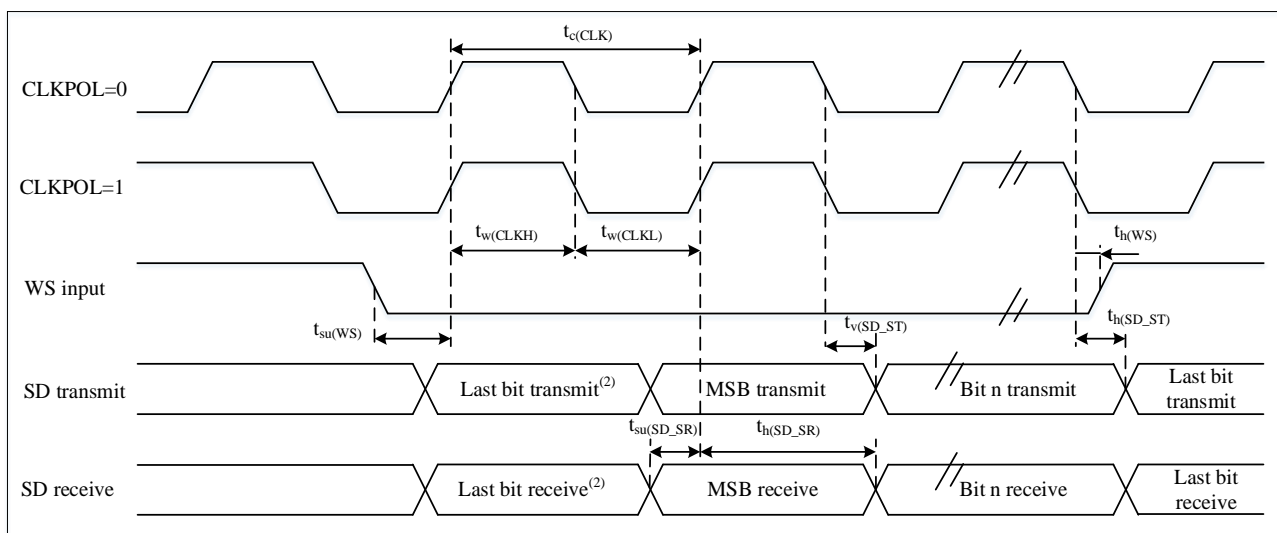 t_c(CLK)
CLKPOL=0
CLKPOL=1
t_w(CLKH) t_w(CLKL)
t_h(WS)
WS input
t_su(WS)
t_v(SD_ST)
t_h(SD_ST)
SD transmit
Last bit transmit(2)
MSB transmit
Bit n transmit
Last bit
transmit
t_su(SD_SR)
t_h(SD_SR)
SD receive
Last bit receive(2)
MSB receive
Bit n receive
Last bit
receive